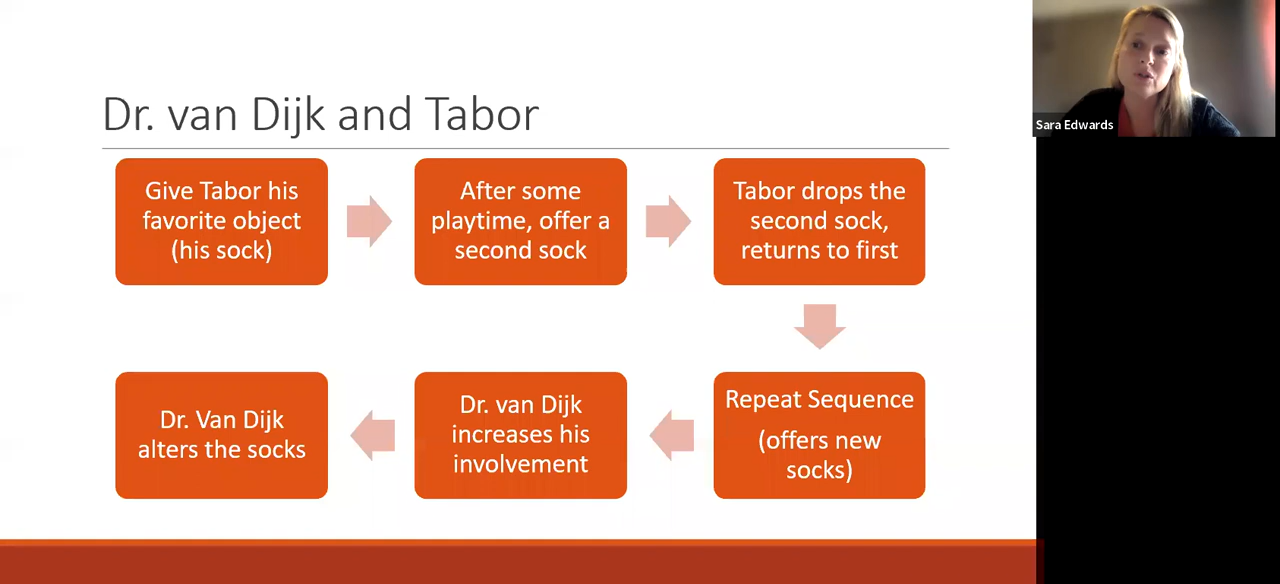 Dr. van Dijk and Tabor
Give Tabor his
favorite object
(his sock)
After some
playtime, offer a
second sock
Tabor drops the
second sock,
returns to first
Repeat Sequence
(offers new
socks)
Dr. van Dijk
increases his
involvement
Dr. Van Dijk
alters the socks
Sara Edwards